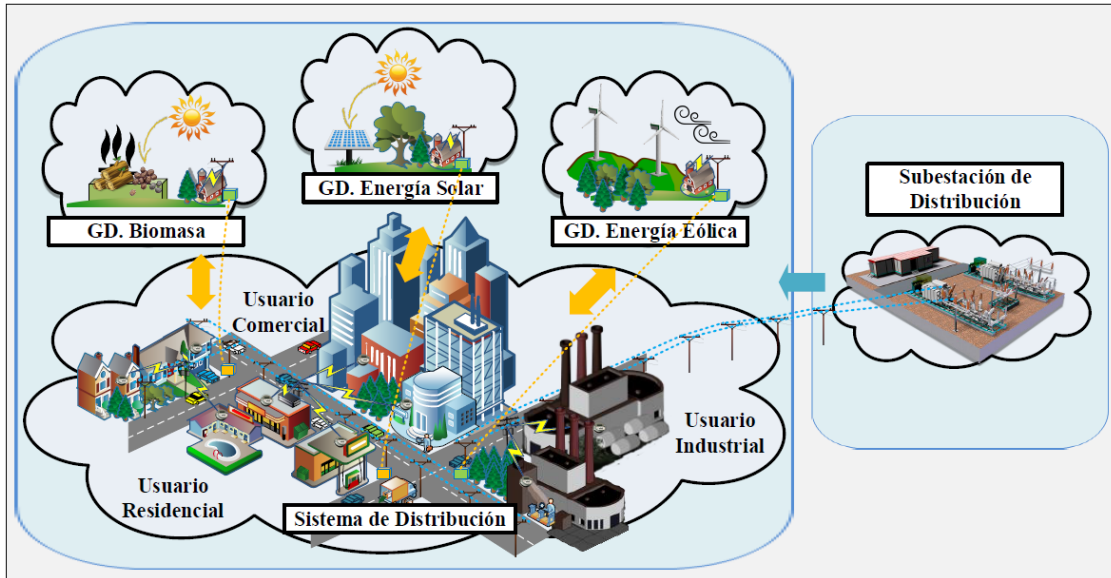 GD. Biomasa
GD. Energía Solar
GD. Energía Eólica
Subestación de
Distribución
Usuario
Comercial
Usuario
Residencial
Usuario
Industrial
Sistema de Distribución